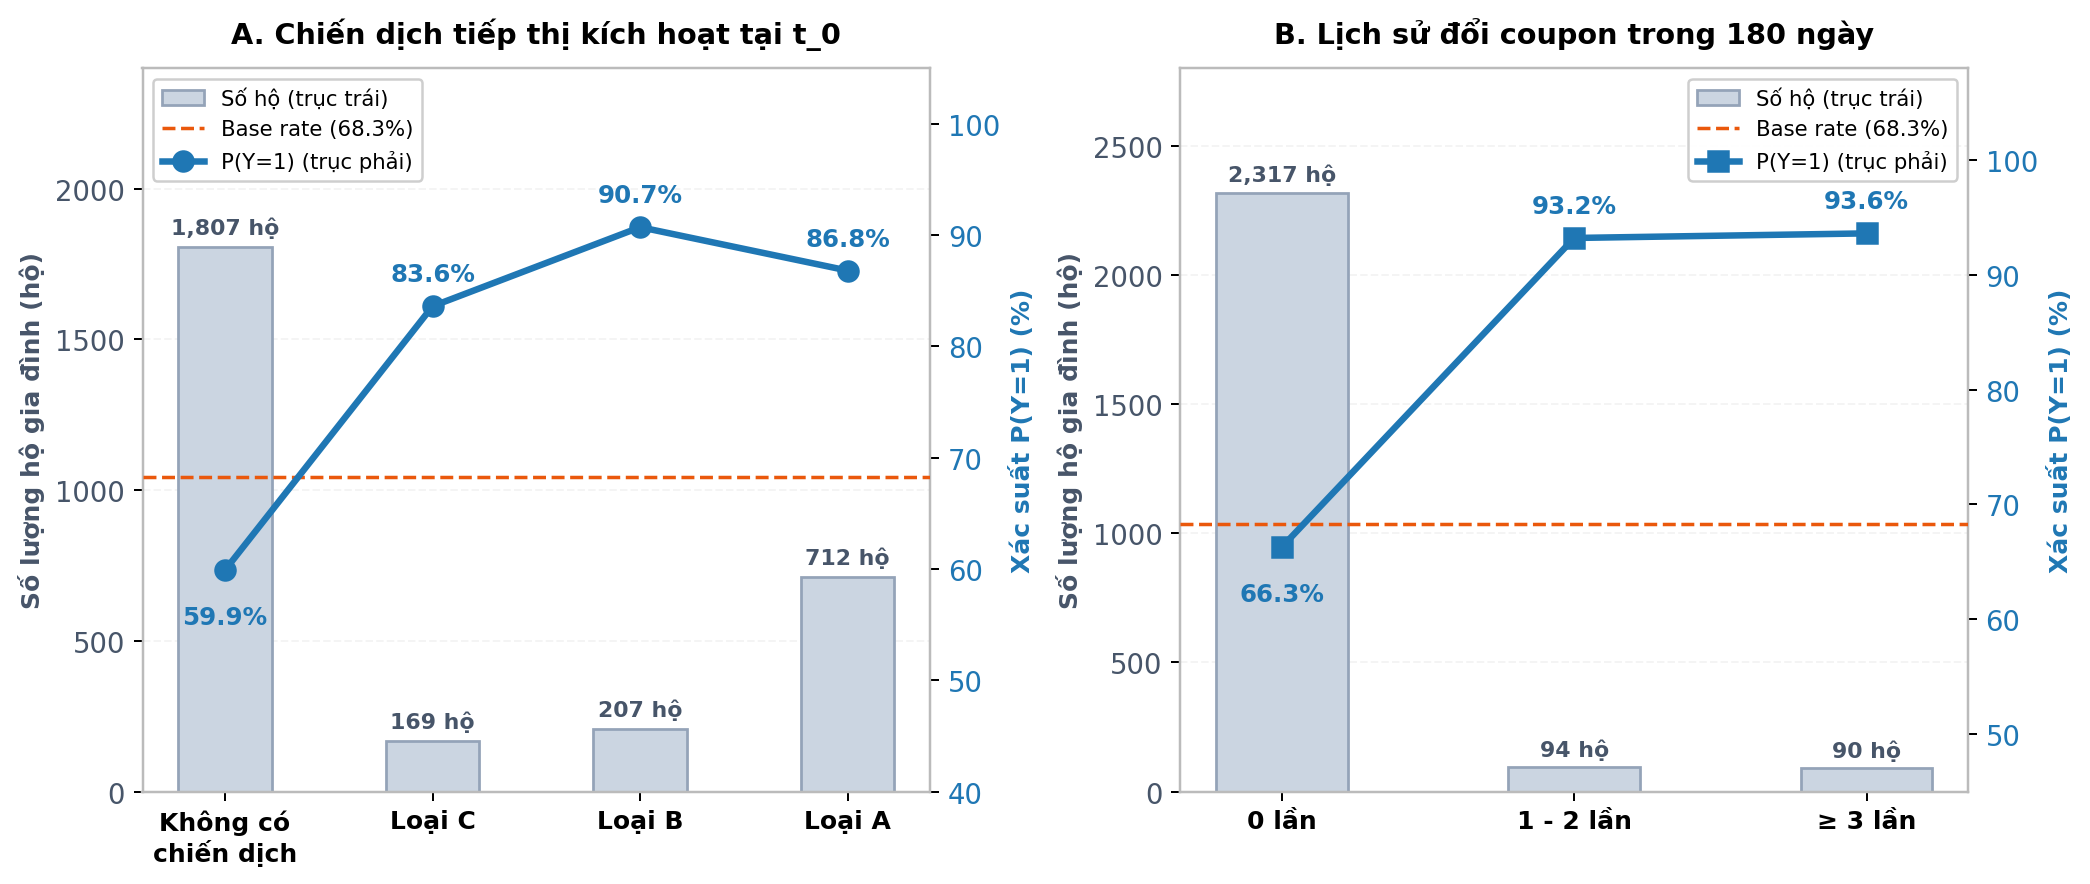 A. Chiến dịch tiếp thị kích hoạt tại t_0
Số hộ (trục trái)
Base rate (68.3%)
P(Y=1) (trục phải)
Số lượng hộ gia đình (hộ)
2000
1500
1000
500
0
1,807 hộ
59.9%
83.6%
169 hộ
90.7%
207 hộ
86.8%
712 hộ
100
90
80
70
60
50
40
Xác suất P(Y=1) (%)
Không có
chiến dịch
Loại C
Loại B
Loại A
B. Lịch sử đổi coupon trong 180 ngày
Số hộ (trục trái)
Base rate (68.3%)
P(Y=1) (trục phải)
Số lượng hộ gia đình (hộ)
2500
2000
1500
1000
500
0
2,317 hộ
66.3%
93.2%
94 hộ
93.6%
90 hộ
100
90
80
70
60
50
Xác suất P(Y=1) (%)
0 lần
1 - 2 lần
≥ 3 lần